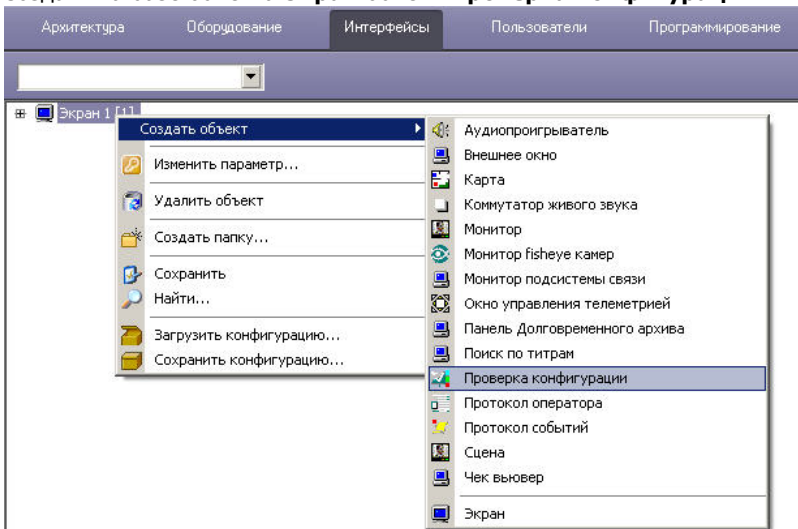 Архитектура
Оборудование
Интерфейсы
Пользователи
Программирование
Экран 1 [1]
Создать объект
Изменить параметр...
Удалить объект
Создать папку...
Сохранить
Найти...
Загрузить конфигурацию...
Сохранить конфигурацию...
Аудиопроигрыватель
Внешнее окно
Карта
Коммутатор живого звука
Монитор
Монитор fisheye камер
Монитор подсистемы связи
Окно управления телеметрией
Панель Долговременного архива
Поиск по титрам
Проверка конфигурации
Протокол оператора
Протокол событий
Сцена
Чек вьювер
Экран